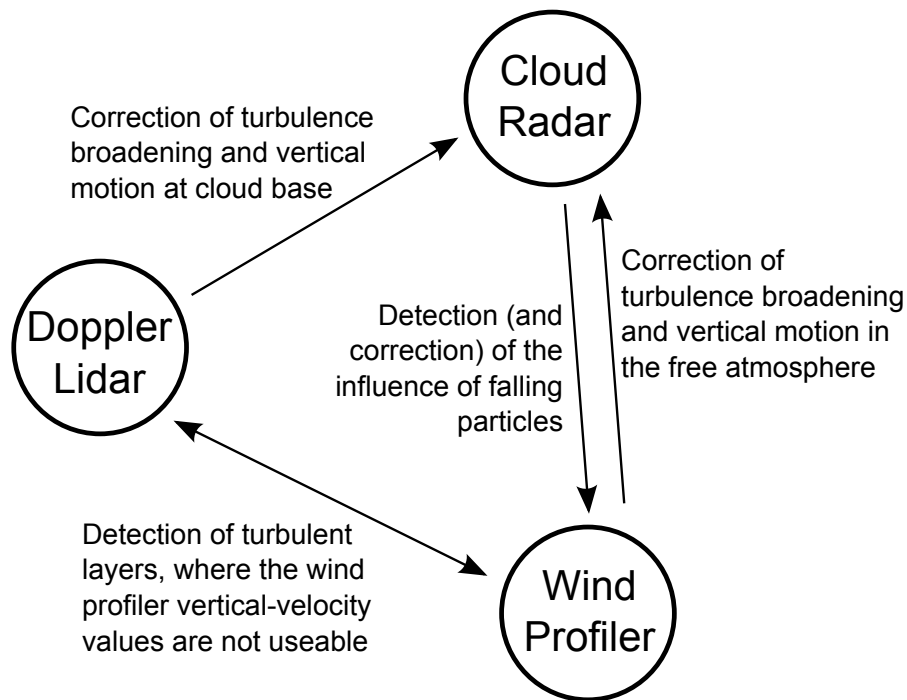 Cloud
Radar
Correction of turbulence
broadening and vertical
motion at cloud base
Doppler
Lidar
Detection (and
correction) of the
influence of falling
particles
Correction of
turbulence broadening
and vertical motion in
the free atmosphere
Detection of turbulent
layers, where the wind
profiler vertical-velocity
values are not useable
Wind
Profiler